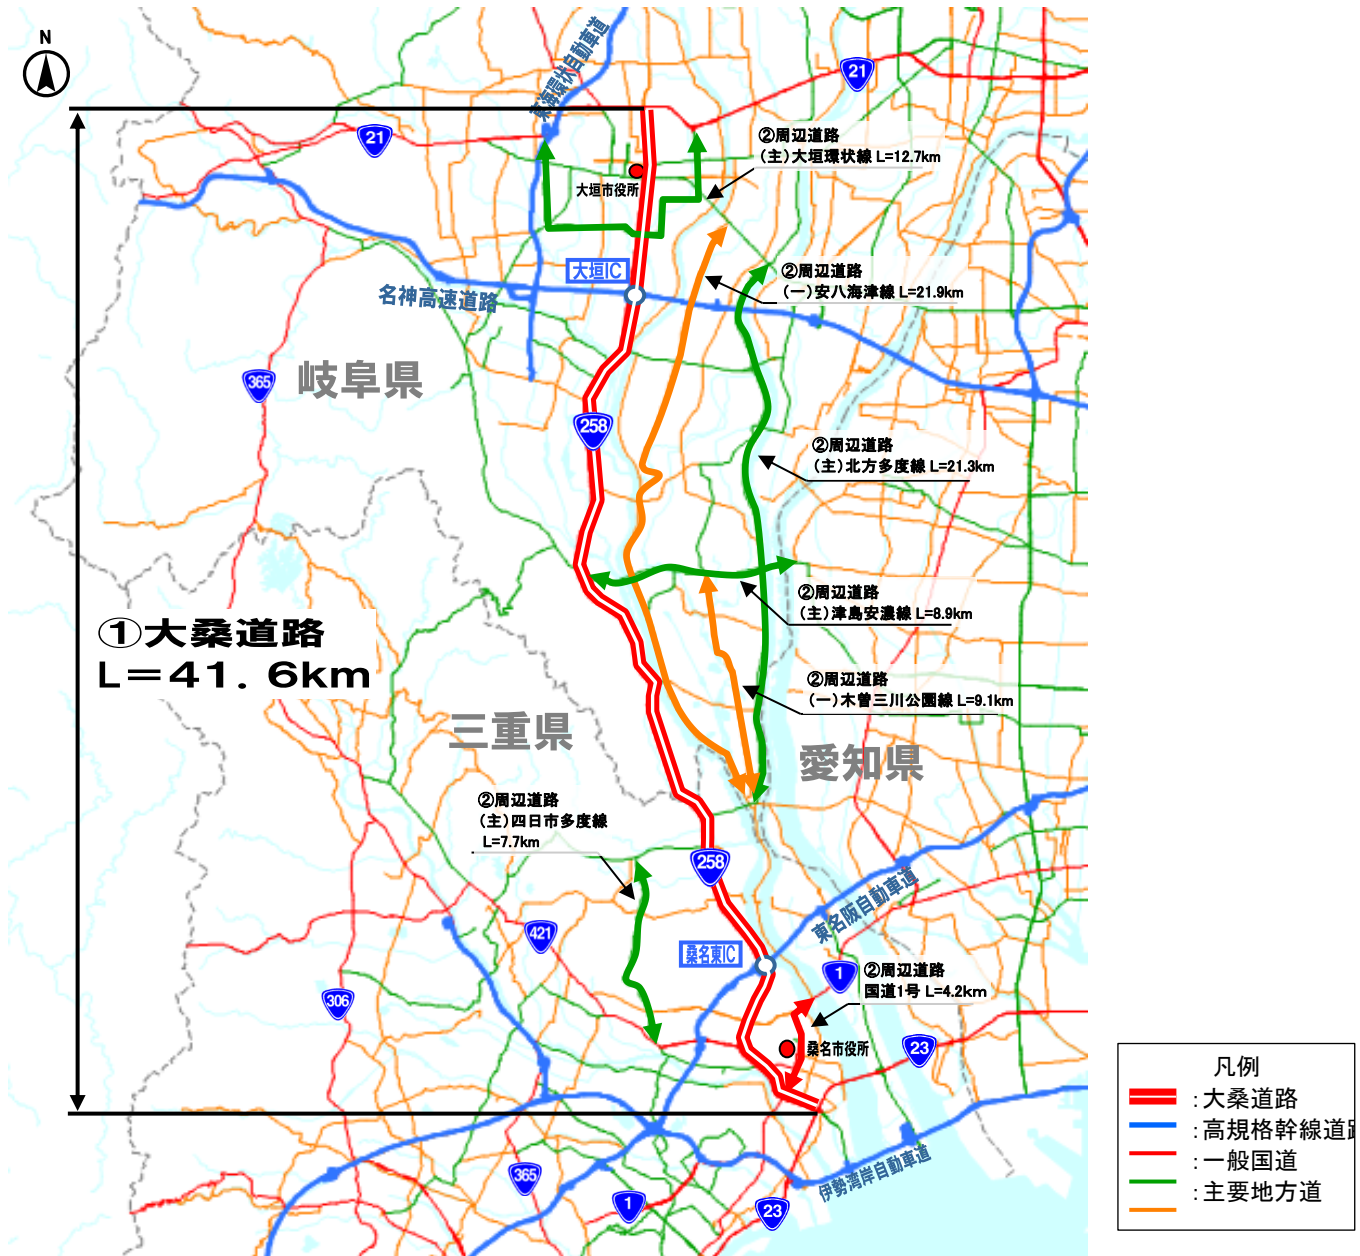 N
東海環状自動車道
21
21
②周辺道路
(主)大垣環状線 L=12.7km
大垣市役所
大垣IC
名神高速道路
②周辺道路
(一)安八海津線 L=21.9km
365
岐阜県
258
②周辺道路
(主)北方多度線 L=21.3km
①大桑道路
L=41．6km
②周辺道路
(主)津島安濃線 L=8.9km
②周辺道路
(一)木曽三川公園線 L=9.1km
三重県
愛知県
②周辺道路
(主)四日市多度線
L=7.7km
258
東名阪自動車道
421
桑名東IC
1
②周辺道路
国道1号 L=4.2km
306
桑名市役所
23
365
1
23
伊勢湾岸自動車道
凡例
:大桑道路
:高規格幹線道
:一般国道
:主要地方道